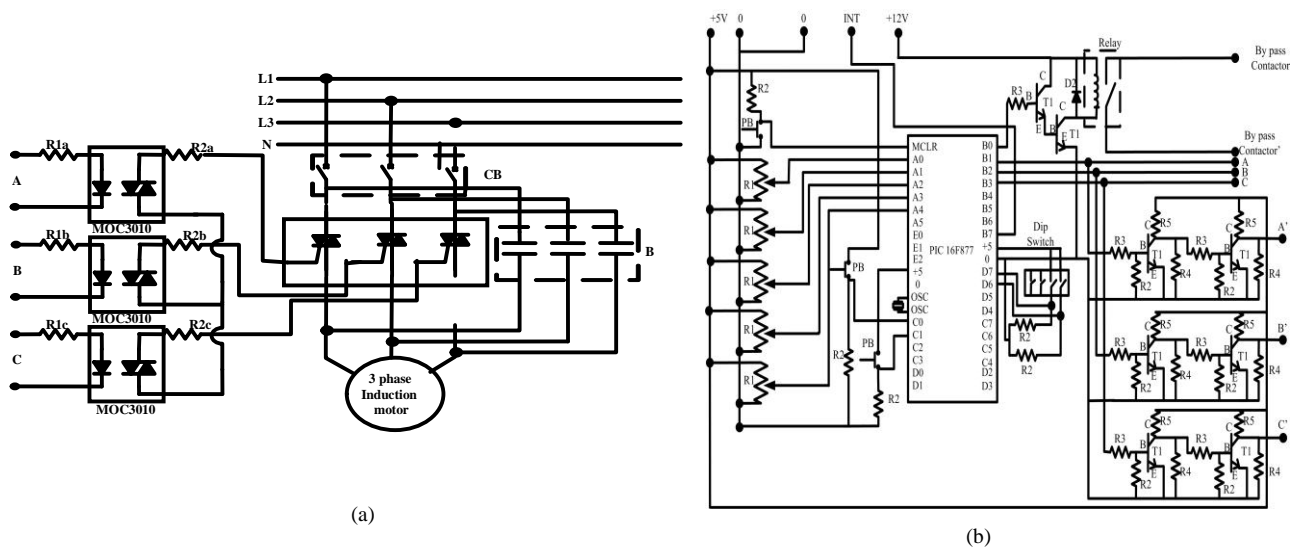 L1
L2
L3
N
R1a
R2a
A
MOC3010
CB
R1b
R2b
B
MOC3010
B
R1c
R2c
C
MOC3010
3 phase
Induction
motor
(a)
+5V 0 0 INT +12V
Relay
By pass
Contactor
R2
D2
C
R3
B
T1
C
E
B
T1
E
PB
By pass
Contactor'
A
B
C
MCLR
A0
A1
A2
A3
A4
A5
E0
E1
E2
+5
0
OSC
OSC
C0
C1
C2
C3
D0
D1
PIC 16F877
B0
B1
B2
B3
B4
B5
B6
B7
+5
0
D7
D6
D5
D4
C7
C6
C5
C4
D2
D3
R1
R1
R1
R1
R1
PB
R2
PB
R2
Dip
Switch
R2
R2
R5
R5
A'
C
C
R3
B
T1
R3
B
T1
E
E
R2
R4
R2
R4
R5
R5
B'
C
C
R3
B
T1
R3
B
T1
E
E
R2
R4
R2
R4
R5
R5
C'
C
C
R3
B
T1
R3
B
T1
E
E
R2
R4
R2
R4
(b)